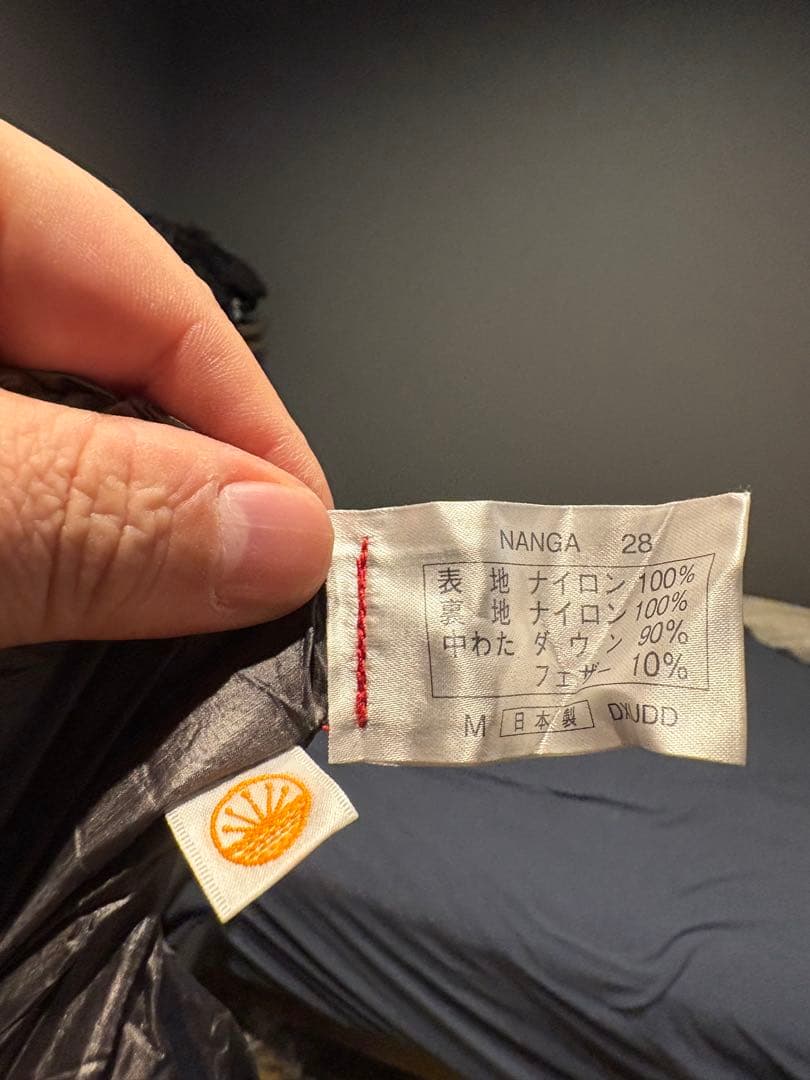 NANGA 28
表 地 ナイロン 100%
裏 地 ナイロン 100%
中わた ダウン 90%
フェザー 10%
M 日本製 DXUDD